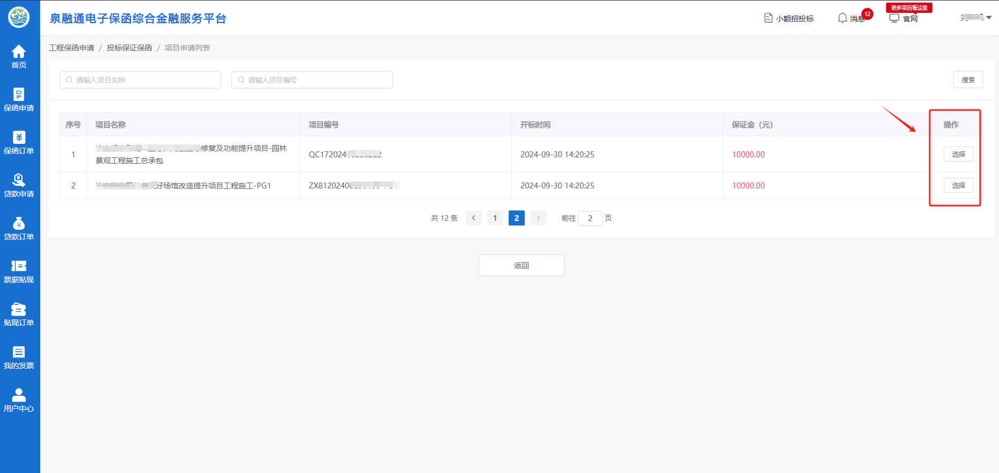 泉融通电子保函综合金融服务平台
小额招投标
消息
12
更多项目看这里
官网
首页
保函申请
保函订单
贷款申请
贷款订单
票据贴现
贴现订单
我的发票
用户中心
工程保函申请 / 投标保证保函 / 项目申请列表
请输入项目名称
请输入项目编号
搜索
序号 项目名称 项目编号 开标时间 保证金（元） 操作
1 修复及功能提升项目-园林 QC172024 2024-09-30 14:20:25 10000.00 选择
景观工程施工总承包
2 好场馆改造提升项目工程施工-PG1 ZX8120240 2024-09-30 14:20:25 10000.00 选择
共 12 条 1 2 前往 2 页
返回